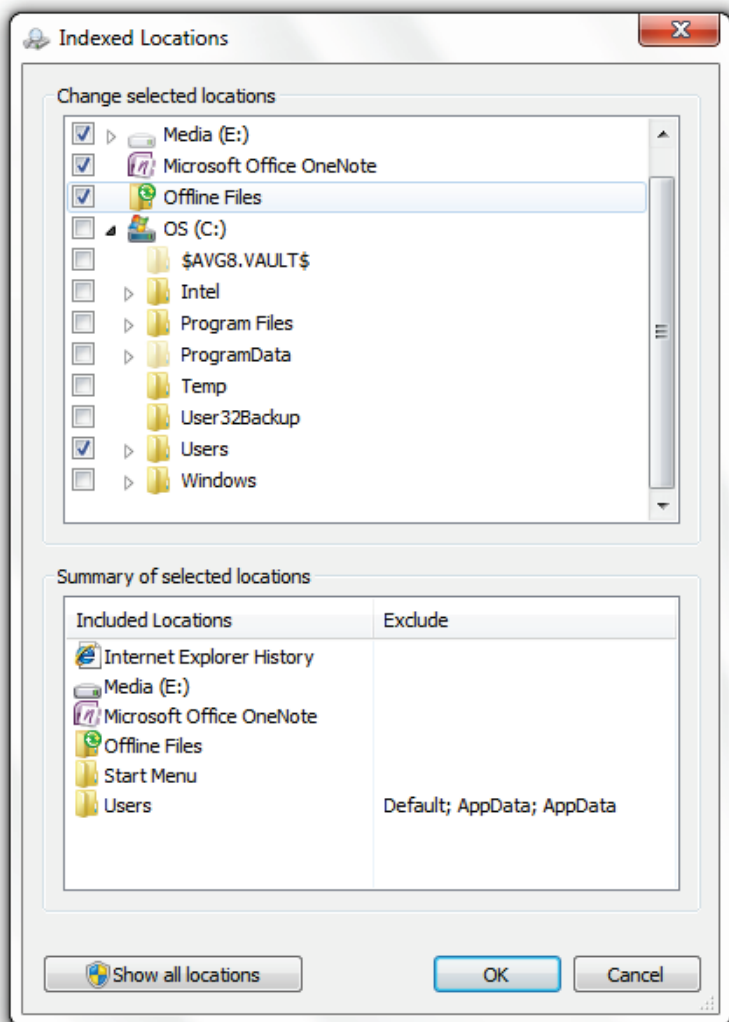 Indexed Locations
Change selected locations
Media (E:)
Microsoft Office OneNote
Offline Files
OS (C:)
$AVG8.VAULT$
Intel
Program Files
ProgramData
Temp
User32Backup
Users
Windows
Summary of selected locations
Included Locations Exclude
Internet Explorer History
Media (E:)
Microsoft Office OneNote
Offline Files
Start Menu
Users Default; AppData; AppData
Show all locations OK Cancel